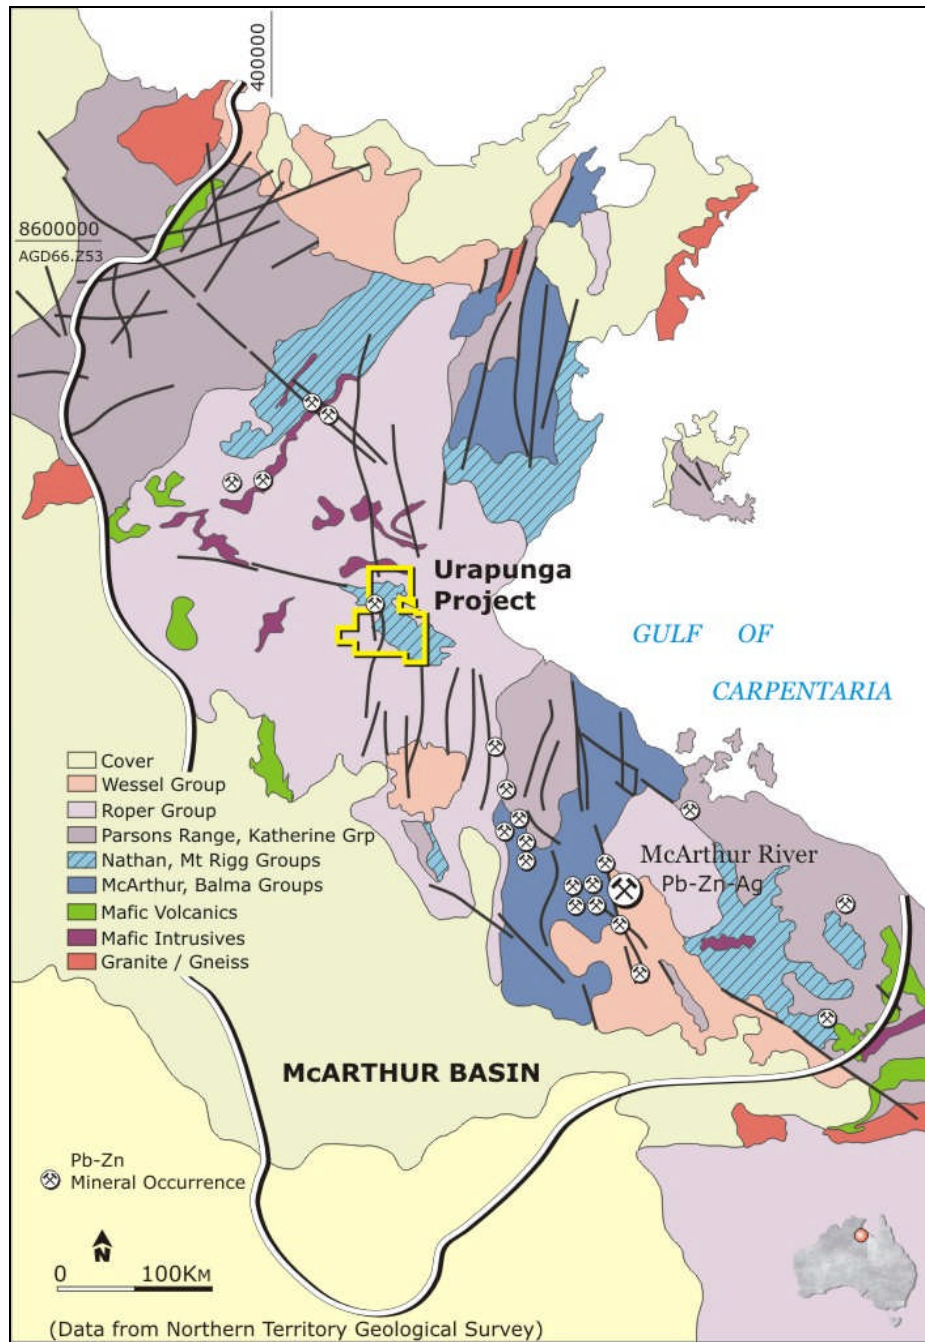 400000
8600000
AGD66.Z53
Urapunga
Project
GULF OF
CARPENTARIA
Cover
Wessel Group
Roper Group
Parsons Range, Katherine Grp
Nathan, Mt Rigg Groups
McArthur, Balma Groups
Mafic Volcanics
Mafic Intrusives
Granite / Gneiss
McArthur River
Pb-Zn-Ag
McARTHUR BASIN
Pb-Zn
Mineral Occurrence
N
0 100KM
(Data from Northern Territory Geological Survey)